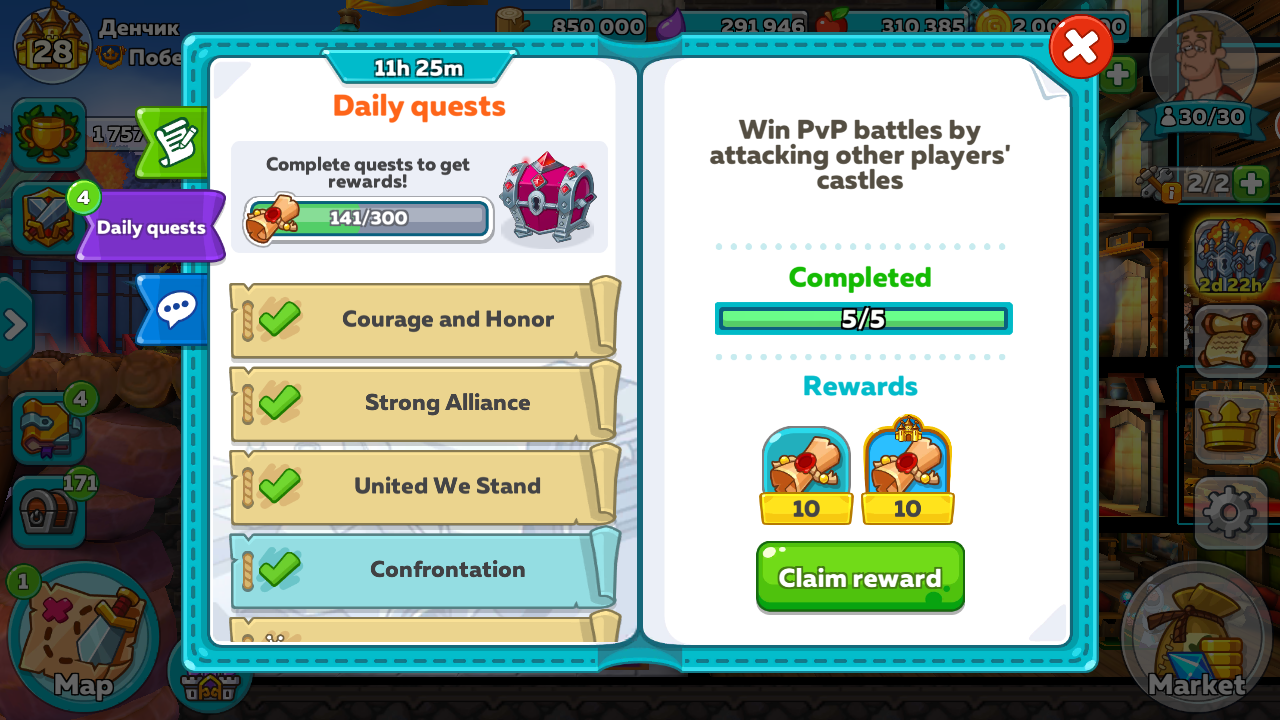 28
Денчик
Побе
850 000
291 946
310 385
11h 25m
Daily quests
1 757
Complete quests to get
rewards!
141/300
4
Daily quests
Courage and Honor
Strong Alliance
United We Stand
Confrontation
Win PvP battles by
attacking other players'
castles
Completed
5/5
Rewards
10
10
Claim reward
30/30
2/2
2d 22h
4
171
1
Map
Market